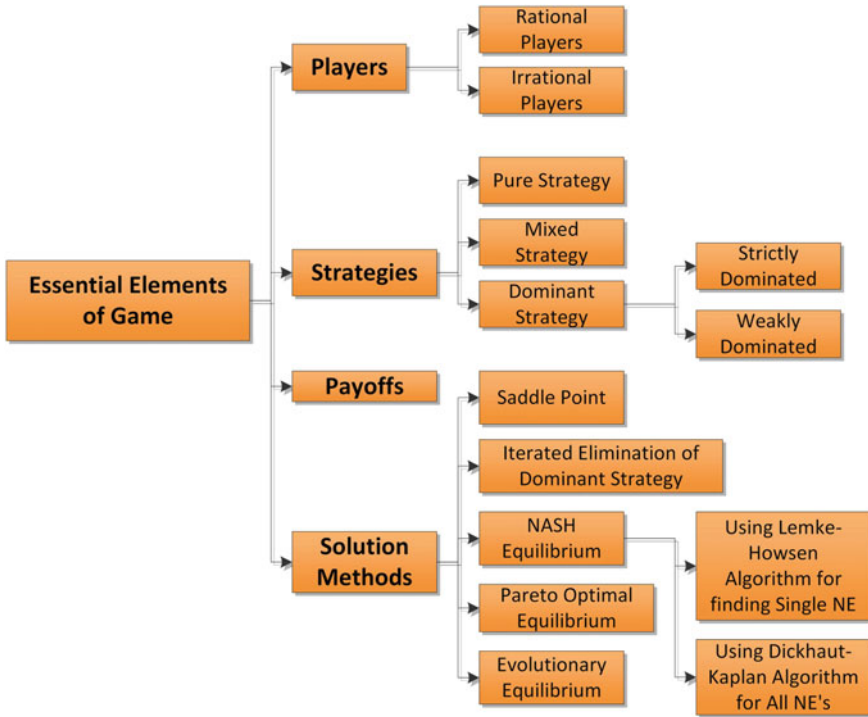 Essential Elements
of Game
Players
Rational
Players
Irrational
Players
Strategies
Pure Strategy
Mixed
Strategy
Dominant
Strategy
Strictly
Dominated
Weakly
Dominated
Payoffs
Solution
Methods
Saddle Point
Iterated Elimination of
Dominant Strategy
NASH
Equilibrium
Using Lemke-
Howsen
Algorithm for
finding Single NE
Using Dickhaut-
Kaplan Algorithm
for All NE's
Pareto Optimal
Equilibrium
Evolutionary
Equilibrium